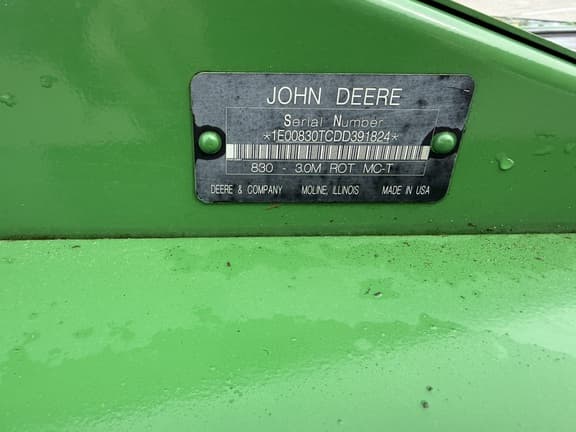 JOHN DEERE
Serial Number
*1E00830TCDD391824*
830 - 3.0M ROT MC-T
DEERE & COMPANY MOLINE, ILLINOIS MADE IN USA